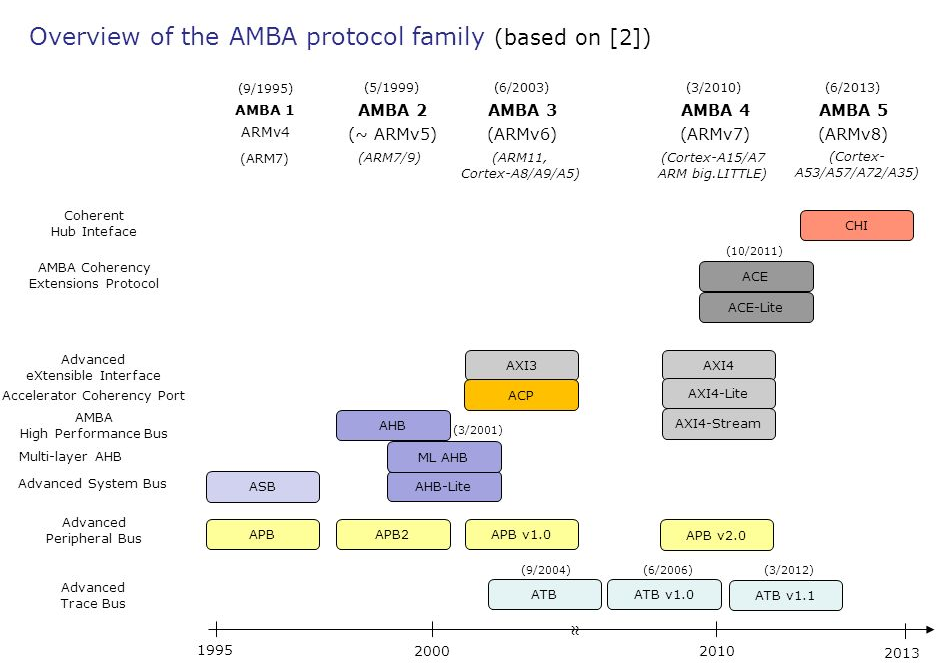 Overview of the AMBA protocol family (based on [2])
(9/1995)
AMBA 1
ARMv4
(ARM7)
(5/1999)
AMBA 2
(~ ARMv5)
(ARM7/9)
(6/2003)
AMBA 3
(ARMv6)
(ARM11,
Cortex-A8/A9/A5)
(3/2010)
AMBA 4
(ARMv7)
(Cortex-A15/A7
ARM big.LITTLE)
(6/2013)
AMBA 5
(ARMv8)
(Cortex-
A53/A57/A72/A35)
Coherent
Hub Inteface
CHI
AMBA Coherency
Extensions Protocol
(10/2011)
ACE
ACE-Lite
Advanced
eXtensible Interface
AXI3
AXI4
Accelerator Coherency Port
ACP
AXI4-Lite
AMBA
High Performance Bus
AHB
(3/2001)
AXI4-Stream
Multi-layer AHB
ML AHB
Advanced System Bus
ASB
AHB-Lite
Advanced
Peripheral Bus
APB
APB2
APB v1.0
APB v2.0
Advanced
Trace Bus
(9/2004)
ATB
(6/2006)
ATB v1.0
(3/2012)
ATB v1.1
≈
1995
2000
2010
2013